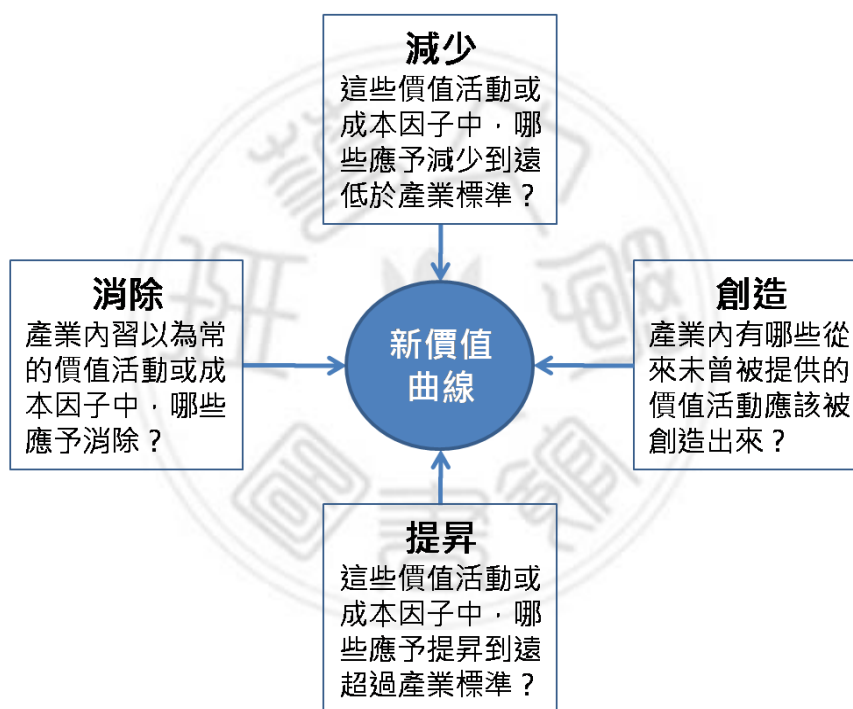 減少
這些價值活動或
成本因子中，哪
些應予減少到遠
低於產業標準？
消除
產業內習以為常
的價值活動或成
本因子中，哪些
應予消除？
新價值
曲線
創造
產業內有哪些從
來未曾被提供的
價值活動應該被
創造出來？
提昇
這些價值活動或
成本因子中，哪
些應予提昇到遠
超過產業標準？